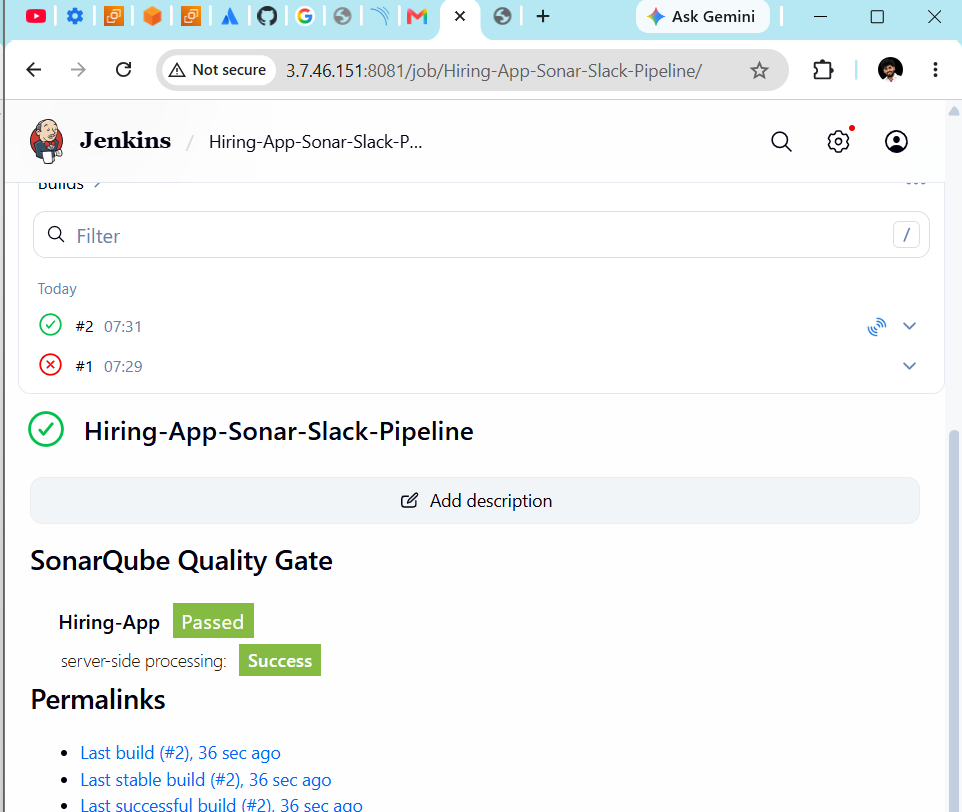 Ask Gemini
Not secure 3.7.46.151:8081/job/Hiring-App-Sonar-Slack-Pipeline/
Jenkins / Hiring-App-Sonar-Slack-P...
Builds
Filter /
Today
#2 07:31
#1 07:29
Hiring-App-Sonar-Slack-Pipeline
Add description
SonarQube Quality Gate
Hiring-App Passed
server-side processing: Success
Permalinks
Last build (#2), 36 sec ago
Last stable build (#2), 36 sec ago
Last successful build (#2), 36 sec ago